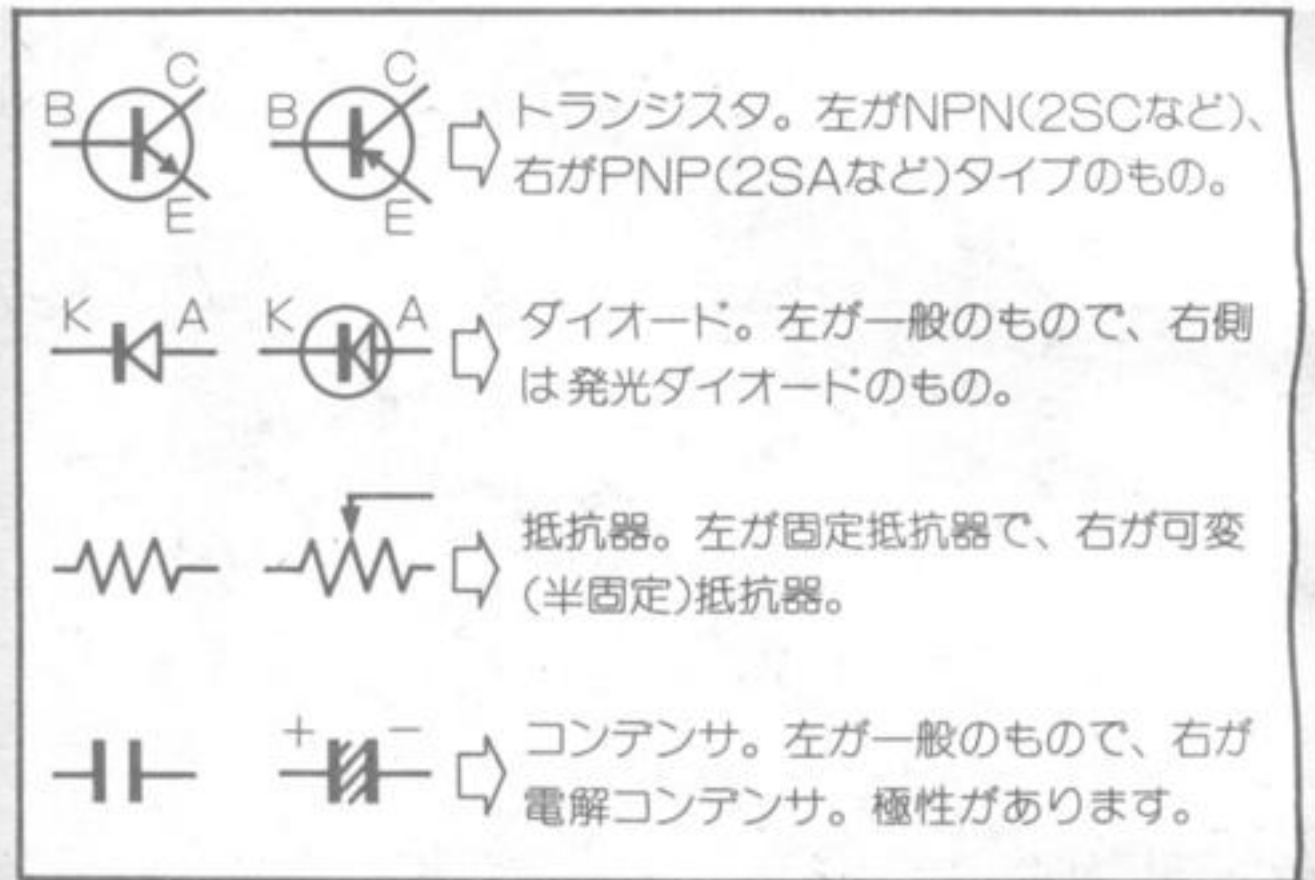 B C E B C E
トランジスタ。左がNPN(2SCなど)、
右がPNP(2SAなど)タイプのもの。
K A K A
ダイオード。左が一般のもので、右側
は発光ダイオードのもの。
抵抗器。左が固定抵抗器で、右が可変
(半固定)抵抗器。
+ −
コンデンサ。左が一般のもので、右が
電解コンデンサ。極性があります。